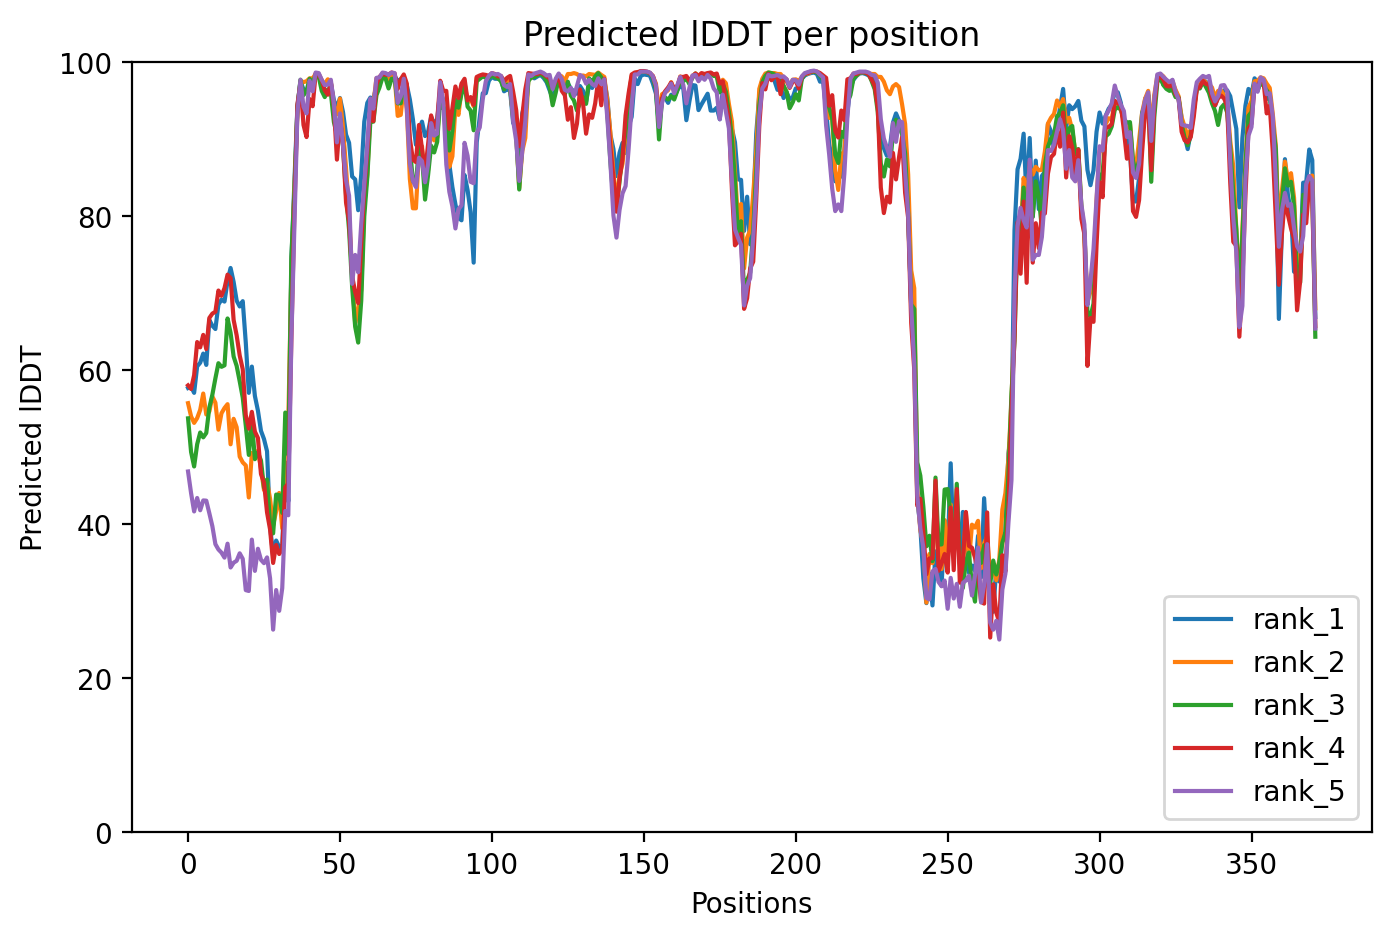 Predicted lDDT per position
Predicted lDDT
100
80
60
40
20
0
0 50 100 150 200 250 300 350
Positions
rank_1
rank_2
rank_3
rank_4
rank_5